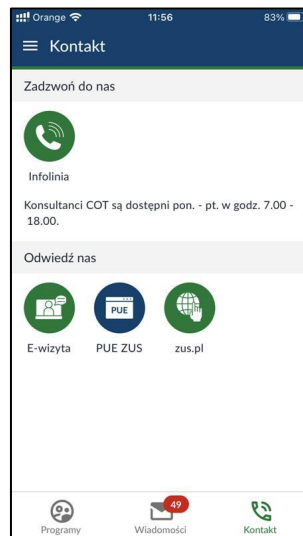 Orange 11:56 83%
Kontakt
Zadzwoń do nas
Infolinia
Konsultanci COT są dostępni pon. - pt. w godz. 7.00 -
18.00.
Odwiedź nas
PUE
E-wizyta PUE ZUS zus.pl
49
Programy Wiadomości Kontakt